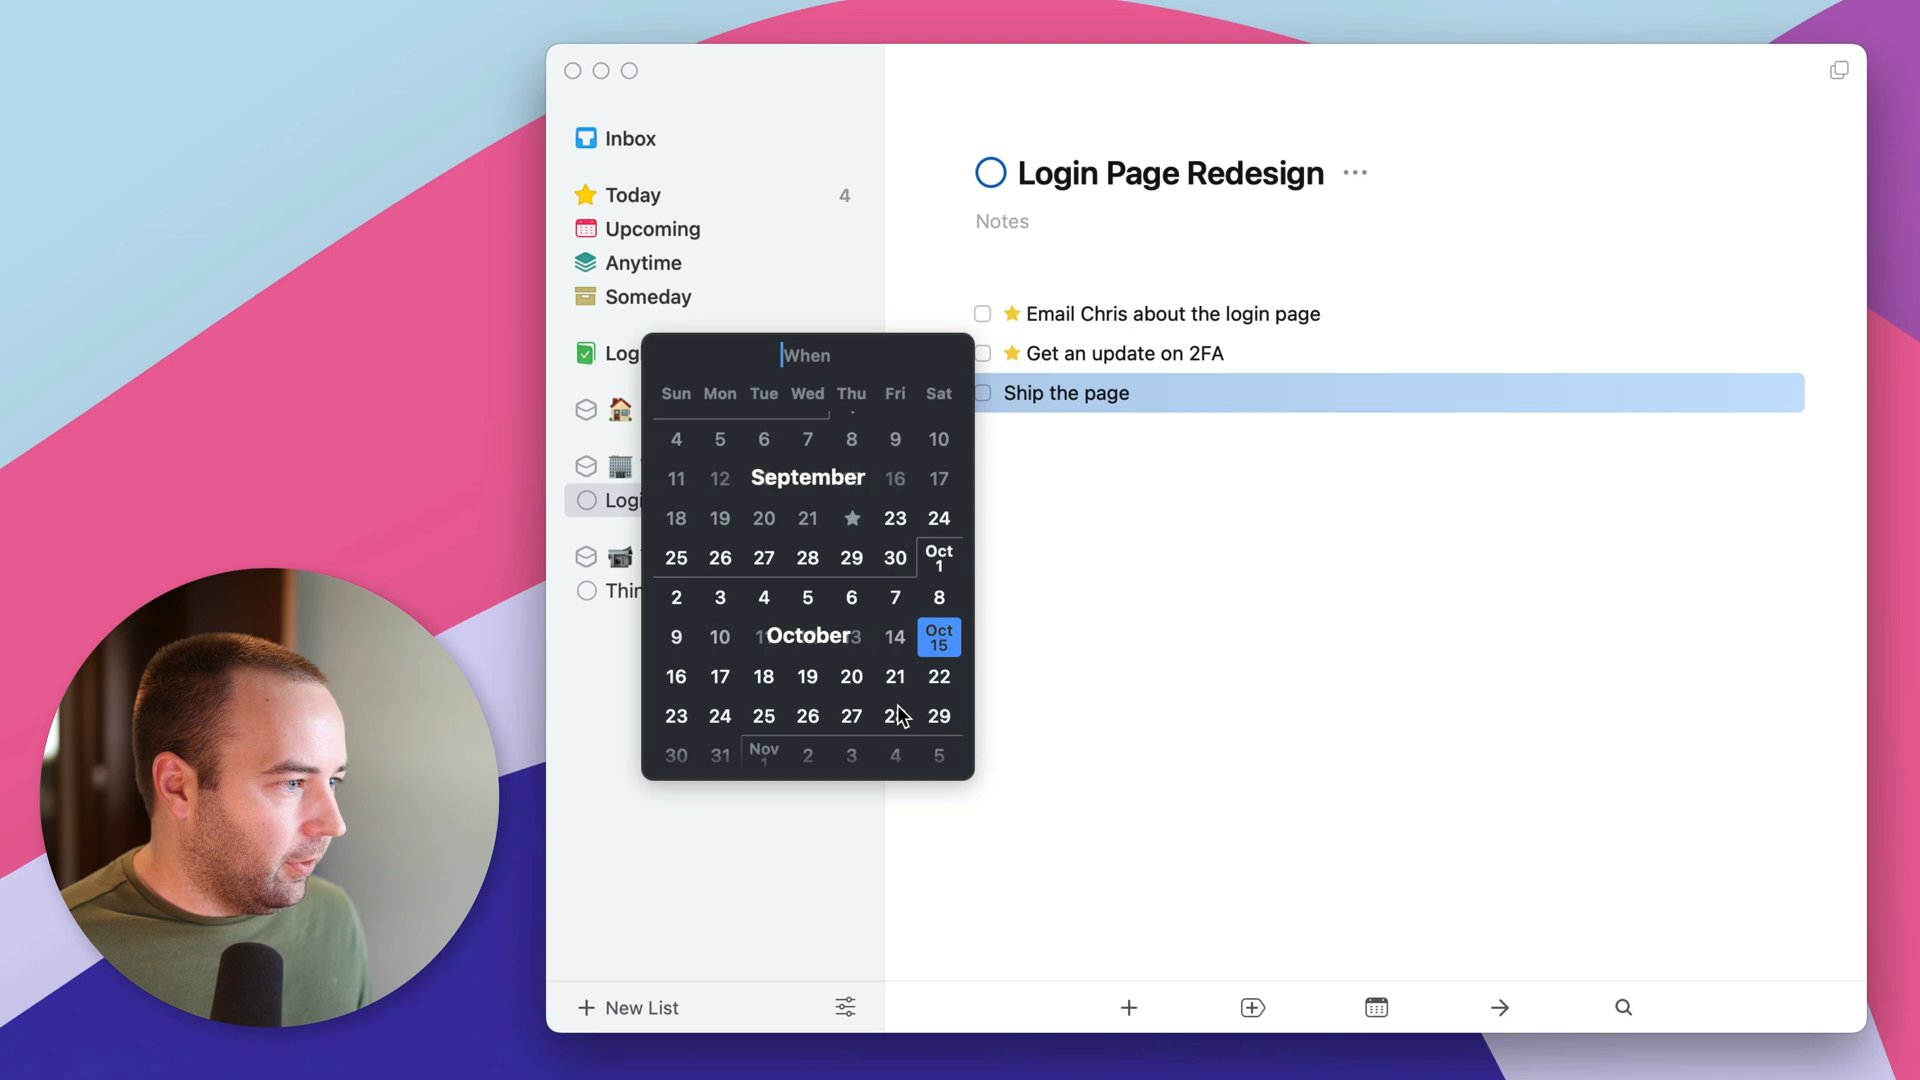 Inbox
Today 4
Upcoming
Anytime
Someday
Log
Logi
Thin
New List
Login Page Redesign
Notes
Email Chris about the login page
Get an update on 2FA
Ship the page
When
Sun Mon Tue Wed Thu Fri Sat
4 5 6 7 8 9 10
11 12 September 16 17
18 19 20 21 23 24
25 26 27 28 29 30 Oct 1
2 3 4 5 6 7 8
9 10 October 14 Oct 15
16 17 18 19 20 21 22
23 24 25 26 27 29
30 31 Nov 1 2 3 4 5